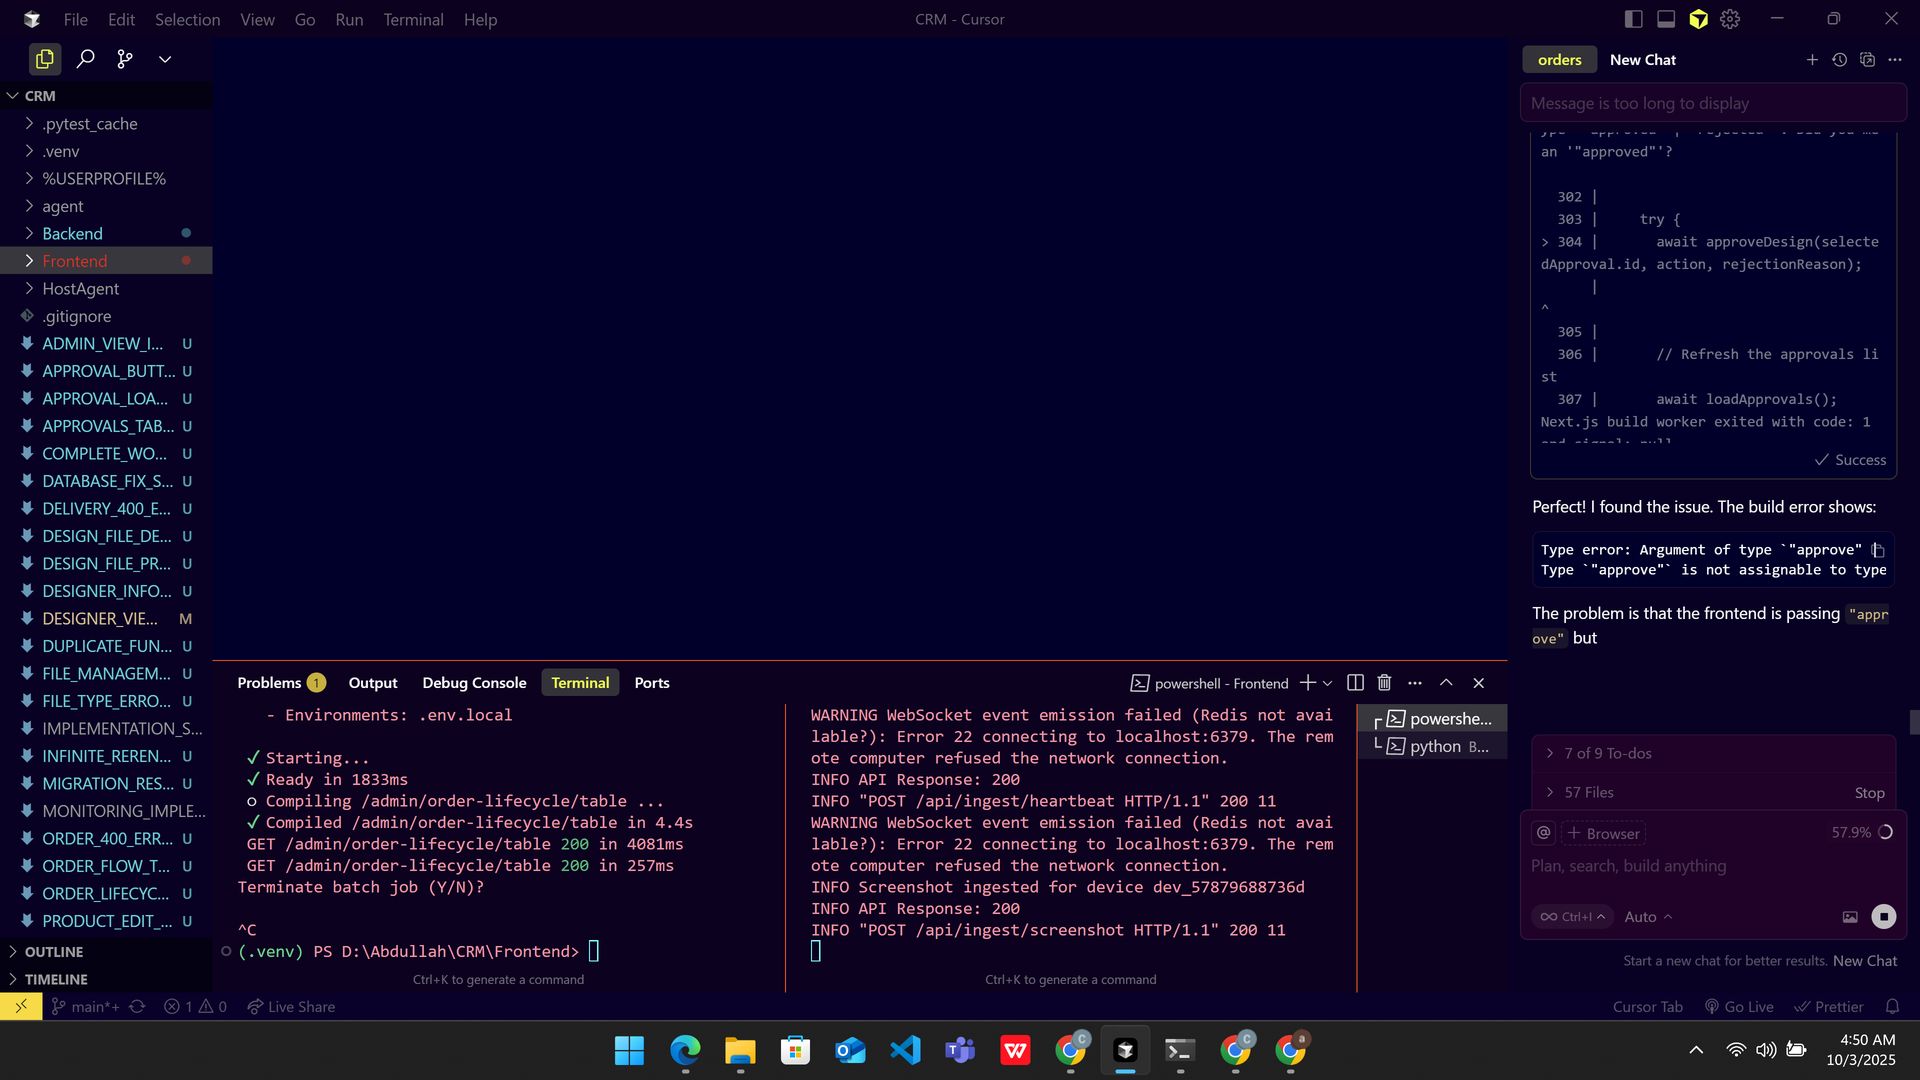 File Edit Selection View Go Run Terminal Help
CRM - Cursor
CRM
.pytest_cache
.venv
%USERPROFILE%
agent
Backend
Frontend
HostAgent
.gitignore
ADMIN_VIEW_I... U
APPROVAL_BUTT... U
APPROVAL_LOA... U
APPROVALS_TAB... U
COMPLETE_WO... U
DATABASE_FIX_S... U
DELIVERY_400_E... U
DESIGN_FILE_DE... U
DESIGN_FILE_PR... U
DESIGNER_INFO... U
DESIGNER_VIE... M
DUPLICATE_FUN... U
FILE_MANAGEM... U
FILE_TYPE_ERRO... U
IMPLEMENTATION_S...
INFINITE_REREN... U
MIGRATION_RES... U
MONITORING_IMPLE...
ORDER_400_ERR... U
ORDER_FLOW_T... U
ORDER_LIFECYC... U
PRODUCT_EDIT_... U
OUTLINE
TIMELINE
Problems 1 Output Debug Console Terminal Ports
powershell - Frontend
- Environments: .env.local
✓ Starting...
✓ Ready in 1833ms
○ Compiling /admin/order-lifecycle/table ...
✓ Compiled /admin/order-lifecycle/table in 4.4s
GET /admin/order-lifecycle/table 200 in 4081ms
GET /admin/order-lifecycle/table 200 in 257ms
Terminate batch job (Y/N)?
^C
(.venv) PS D:\Abdullah\CRM\Frontend>
Ctrl+K to generate a command
WARNING WebSocket event emission failed (Redis not avai
lable?): Error 22 connecting to localhost:6379. The rem
ote computer refused the network connection.
INFO API Response: 200
INFO "POST /api/ingest/heartbeat HTTP/1.1" 200 11
WARNING WebSocket event emission failed (Redis not avai
lable?): Error 22 connecting to localhost:6379. The rem
ote computer refused the network connection.
INFO Screenshot ingested for device dev_57879688736d
INFO API Response: 200
INFO "POST /api/ingest/screenshot HTTP/1.1" 200 11
Ctrl+K to generate a command
powershe...
python B...
orders New Chat
Message is too long to display
an '"approved"'?
302 |
303 | try {
> 304 | await approveDesign(selecte
dApproval.id, action, rejectionReason);
|
^
305 |
306 | // Refresh the approvals li
st
307 | await loadApprovals();
Next.js build worker exited with code: 1
✓ Success
Perfect! I found the issue. The build error shows:
Type error: Argument of type `"approve"
Type `"approve"` is not assignable to type
The problem is that the frontend is passing "appr
ove" but
7 of 9 To-dos
57 Files Stop
@ + Browser 57.9%
Plan, search, build anything
∞ Ctrl+I Auto
Start a new chat for better results. New Chat
main*+ 1 0 Live Share
Cursor Tab Go Live Prettier
4:50 AM
10/3/2025